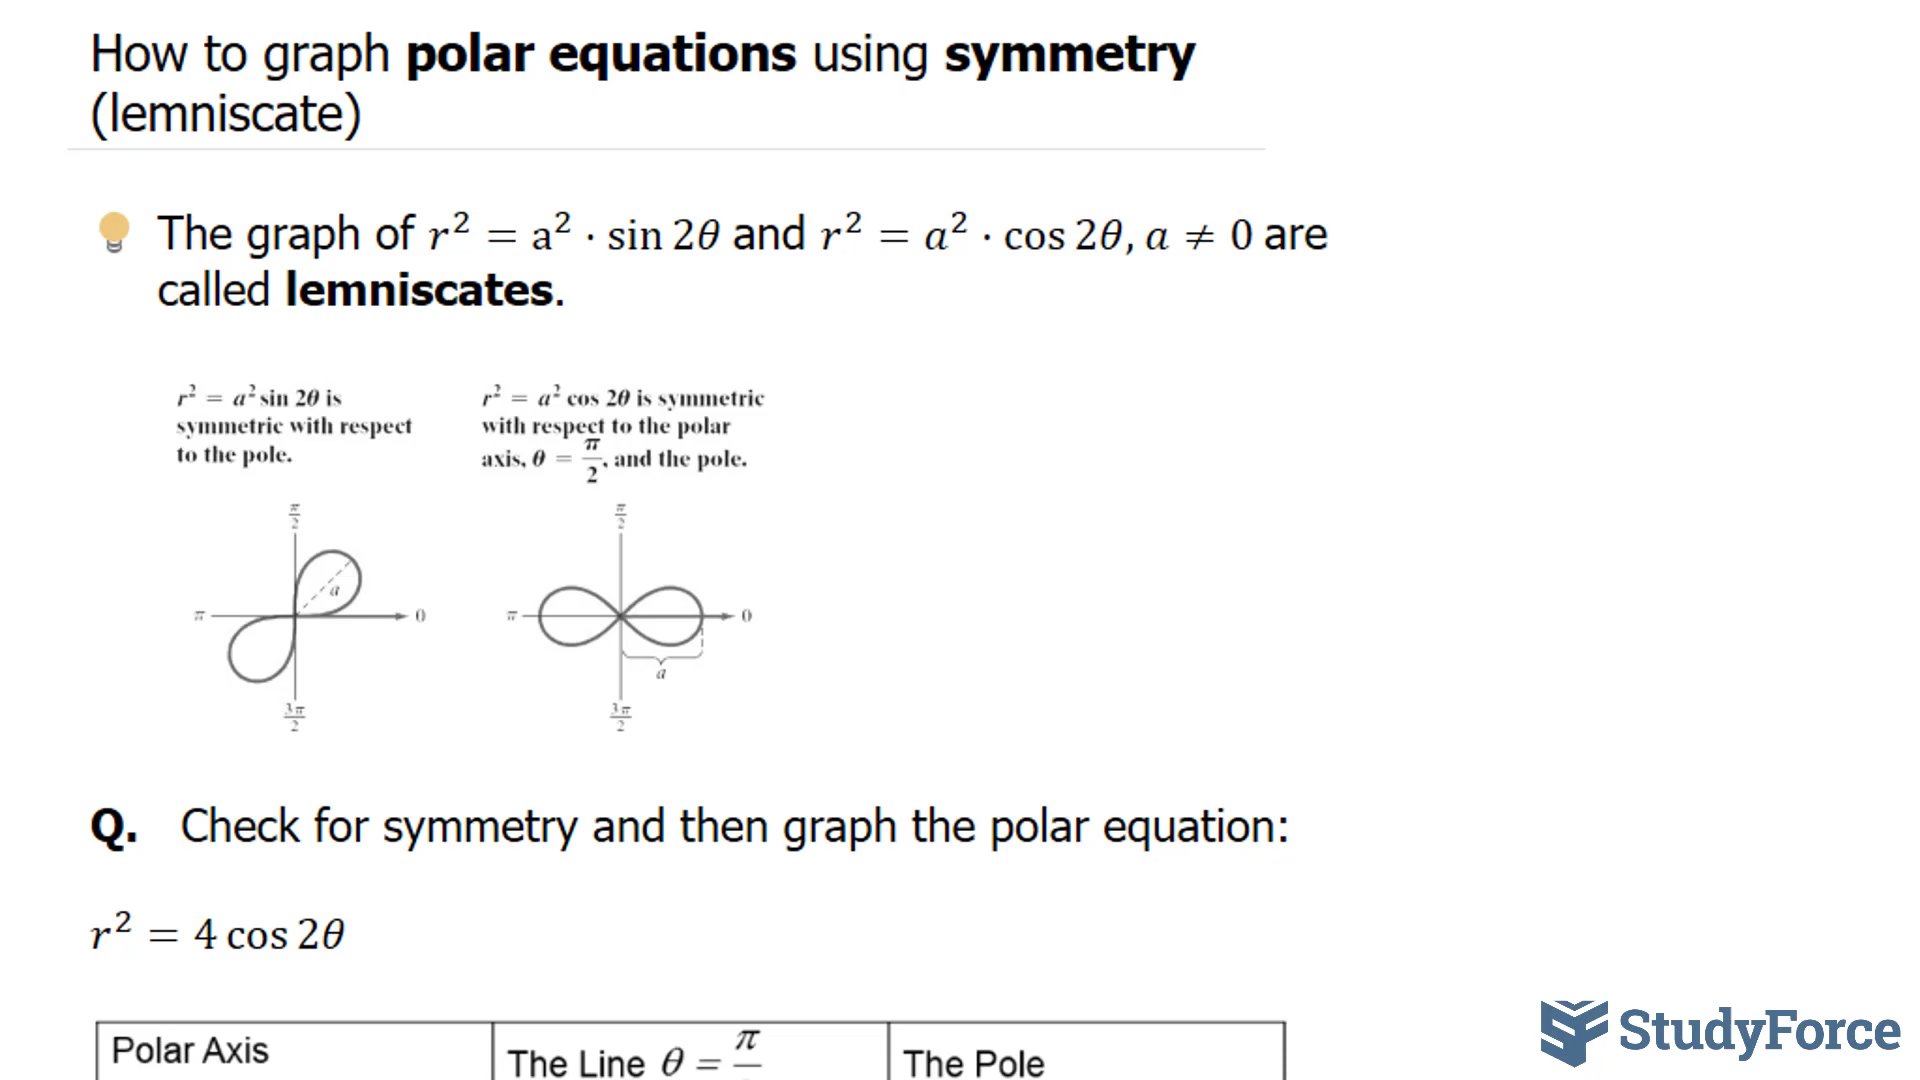 How to graph polar equations using symmetry
(lemniscate)
The graph of r² = a² · sin 2θ and r² = a² · cos 2θ, a ≠ 0 are
called lemniscates.
r² = a² sin 2θ is
symmetric with respect
to the pole.
r² = a² cos 2θ is symmetric
with respect to the polar
axis, θ = π/2, and the pole.
π/2
a
π
0
3π/2
π/2
π
0
a
3π/2
Q. Check for symmetry and then graph the polar equation:
r² = 4 cos 2θ
Polar Axis
The Line θ = π
The Pole
StudyForce